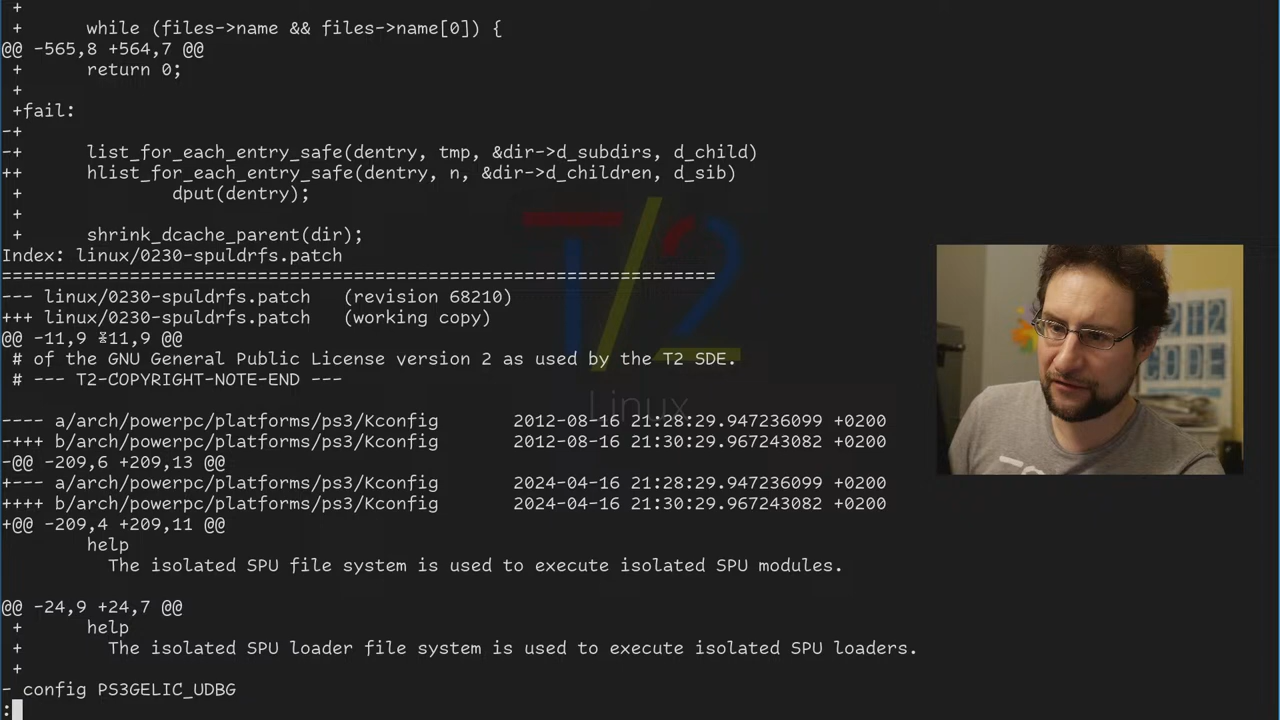 +
+ while (files->name && files->name[0]) {
@@ -565,8 +564,7 @@
+ return 0;
+
+fail:
-+
-+ list_for_each_entry_safe(dentry, tmp, &dir->d_subdirs, d_child)
++ hlist_for_each_entry_safe(dentry, n, &dir->d_children, d_sib)
+ dput(dentry);
+
+ shrink_dcache_parent(dir);
Index: linux/0230-spuldrfs.patch
===================================================================
--- linux/0230-spuldrfs.patch (revision 68210)
+++ linux/0230-spuldrfs.patch (working copy)
@@ -11,9 +11,9 @@
# of the GNU General Public License version 2 as used by the T2 SDE.
# --- T2-COPYRIGHT-NOTE-END ---
---- a/arch/powerpc/platforms/ps3/Kconfig 2012-08-16 21:28:29.947236099 +0200
-+++ b/arch/powerpc/platforms/ps3/Kconfig 2012-08-16 21:30:29.967243082 +0200
-@@ -209,6 +209,13 @@
+--- a/arch/powerpc/platforms/ps3/Kconfig 2024-04-16 21:28:29.947236099 +0200
++++ b/arch/powerpc/platforms/ps3/Kconfig 2024-04-16 21:30:29.967243082 +0200
+@@ -209,4 +209,11 @@
help
The isolated SPU file system is used to execute isolated SPU modules.
@@ -24,9 +24,7 @@
+ help
+ The isolated SPU loader file system is used to execute isolated SPU loaders.
+
- config PS3GELIC_UDBG
:
T/2
Linux